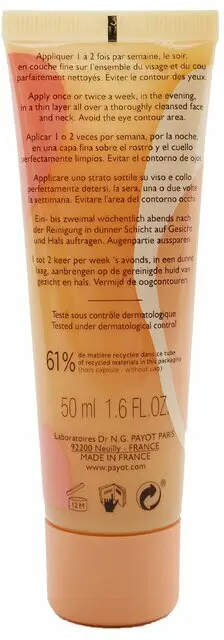 Appliquer 1 à 2 fois par semaine, le soir,
en couche fine sur l'ensemble du visage et du cou
parfaitement nettoyés. Eviter le contour des yeux.
Apply once or twice a week, in the evening,
in a thin layer all over a thoroughly cleansed face
and neck. Avoid the eye contour area.
Aplicar 1 o 2 veces por semana, por la noche,
en una capa fina sobre el rostro y el cuello
perfectamente limpios. Evitar el contorno de ojos.
Applicare uno strato sottile su viso e collo
perfettamente detersi, la sera, una o due volte
la settimana. Evitare l'area del contorno occhi.
Ein- bis zweimal wöchentlich abends nach
der Reinigung in dünner Schicht auf Gesicht
und Hals auftragen. Augenpartie aussparen.
1 tot 2 keer per week 's avonds, in een dunne
laag, aanbrengen op de gereinigde huid van
gezicht en hals. Vermijd de oogcontouren.
Testé sous contrôle dermatologique
Tested under dermatological control
61% de matière recyclée dans ce tube
of recycled materials in this packaging
(hors capsule - without cap)
50 ml 1.6 FL.OZ.
Laboratoires Dr N.G. PAYOT PARIS
92200 Neuilly - FRANCE
MADE IN FRANCE
www.payot.com
12M